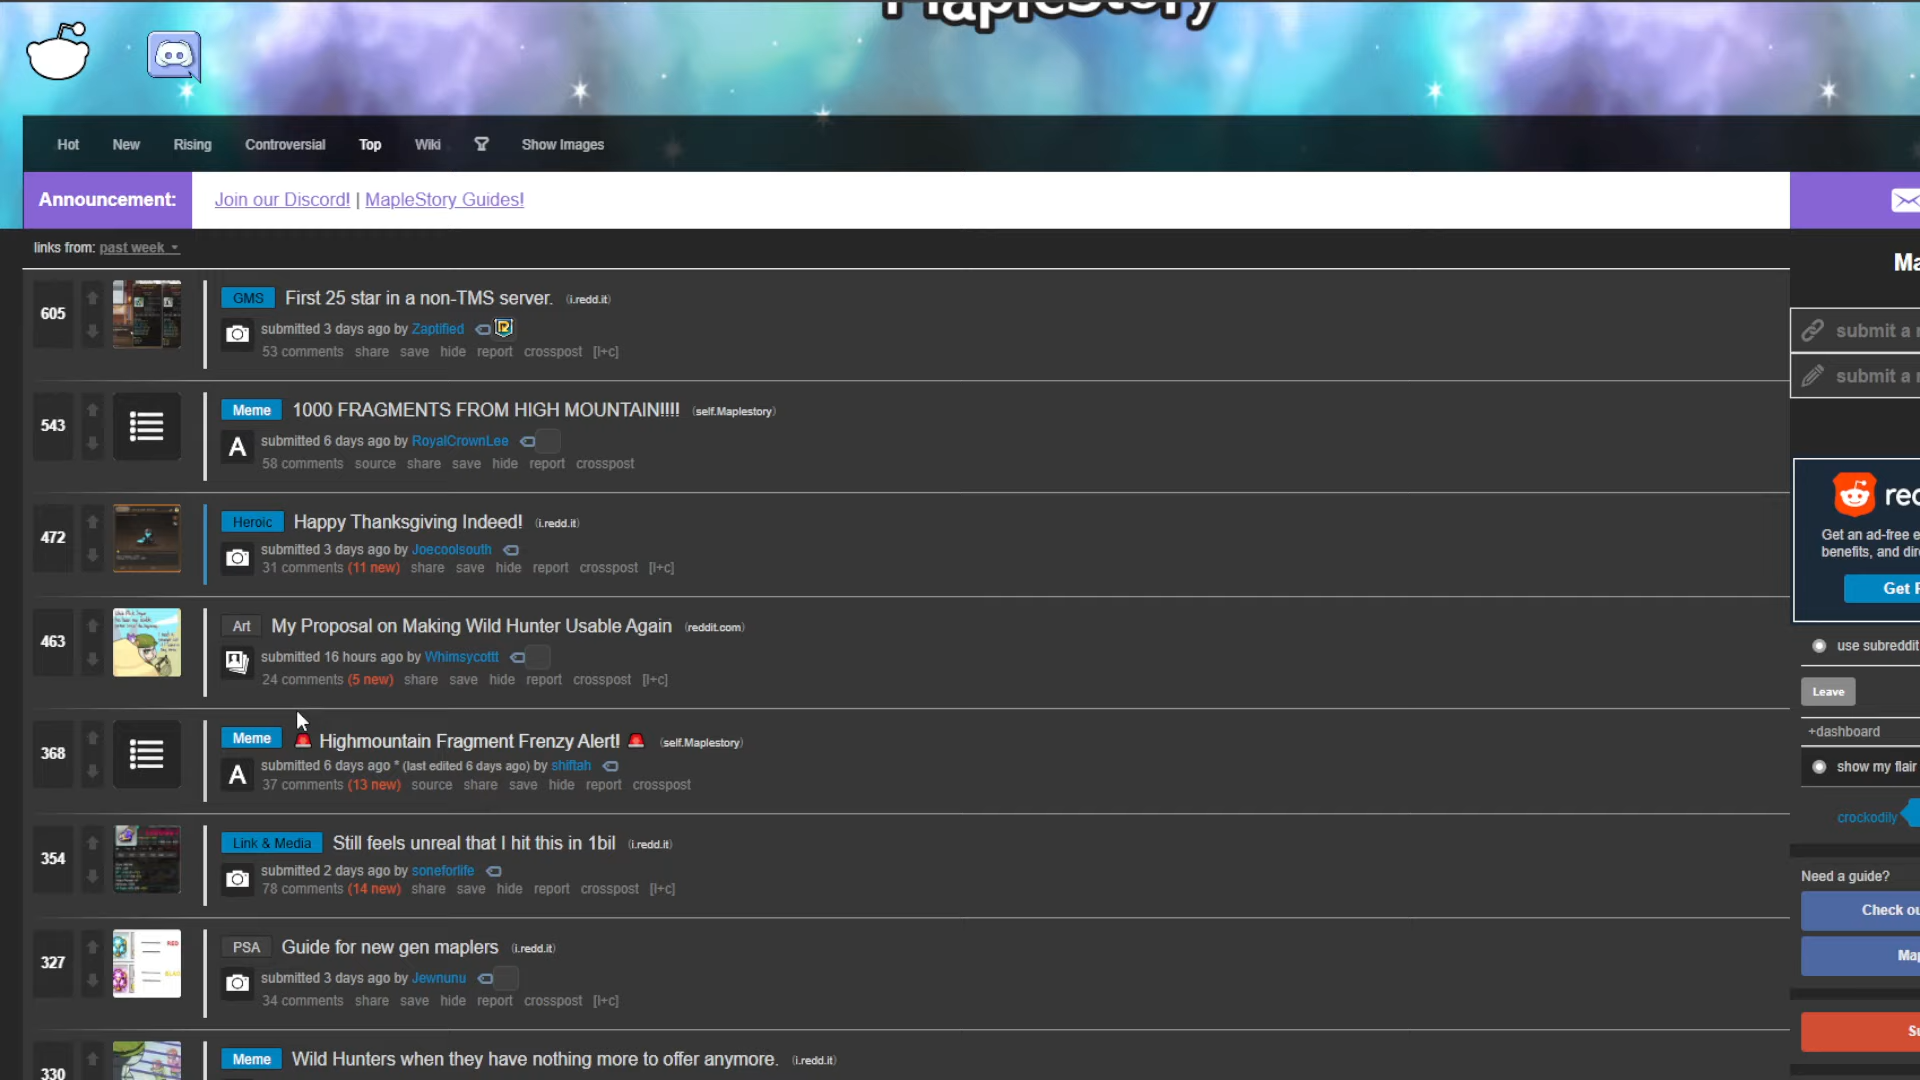 MapleStory
Hot New Rising Controversial Top Wiki Show Images
Announcement: Join our Discord! | MapleStory Guides!
links from: past week
605 GMS First 25 star in a non-TMS server. (i.redd.it)
submitted 3 days ago by Zaptified
53 comments share save hide report crosspost [l+c]
543 Meme 1000 FRAGMENTS FROM HIGH MOUNTAIN!!!! (self.Maplestory)
A submitted 6 days ago by RoyalCrownLee
58 comments source share save hide report crosspost
472 Heroic Happy Thanksgiving Indeed! (i.redd.it)
submitted 3 days ago by Joecoolsouth
31 comments (11 new) share save hide report crosspost [l+c]
463 Art My Proposal on Making Wild Hunter Usable Again (reddit.com)
submitted 16 hours ago by Whimsycottt
24 comments (5 new) share save hide report crosspost [l+c]
368 Meme 🚨 Highmountain Fragment Frenzy Alert! 🚨 (self.Maplestory)
A submitted 6 days ago * (last edited 6 days ago) by shiftah
37 comments (13 new) source share save hide report crosspost
354 Link & Media Still feels unreal that I hit this in 1bil (i.redd.it)
submitted 2 days ago by soneforlife
78 comments (14 new) share save hide report crosspost [l+c]
327 PSA Guide for new gen maplers (i.redd.it)
submitted 3 days ago by Jewnunu
34 comments share save hide report crosspost [l+c]
330 Meme Wild Hunters when they have nothing more to offer anymore. (i.redd.it)
Ma
submit a
submit a
red
Get an ad-free e
benefits, and dir
Get
use subreddit
Leave
+dashboard
show my flair
crockodily
Need a guide?
Check ou
Map
Su